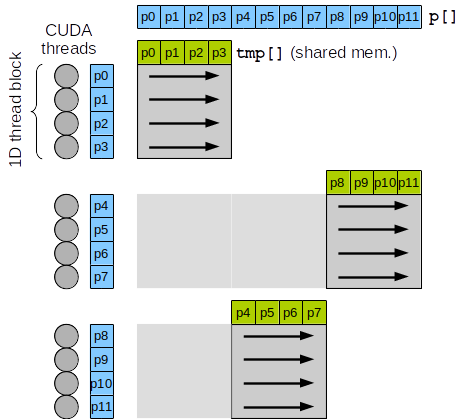 p0 p1 p2 p3 p4 p5 p6 p7 p8 p9 p10 p11 p[]
CUDA
threads
p0 p1 p2 p3 tmp[] (shared mem.)
1D thread block
p0
p1
p2
p3
p8 p9 p10 p11
p4
p5
p6
p7
p4 p5 p6 p7
p8
p9
p10
p11